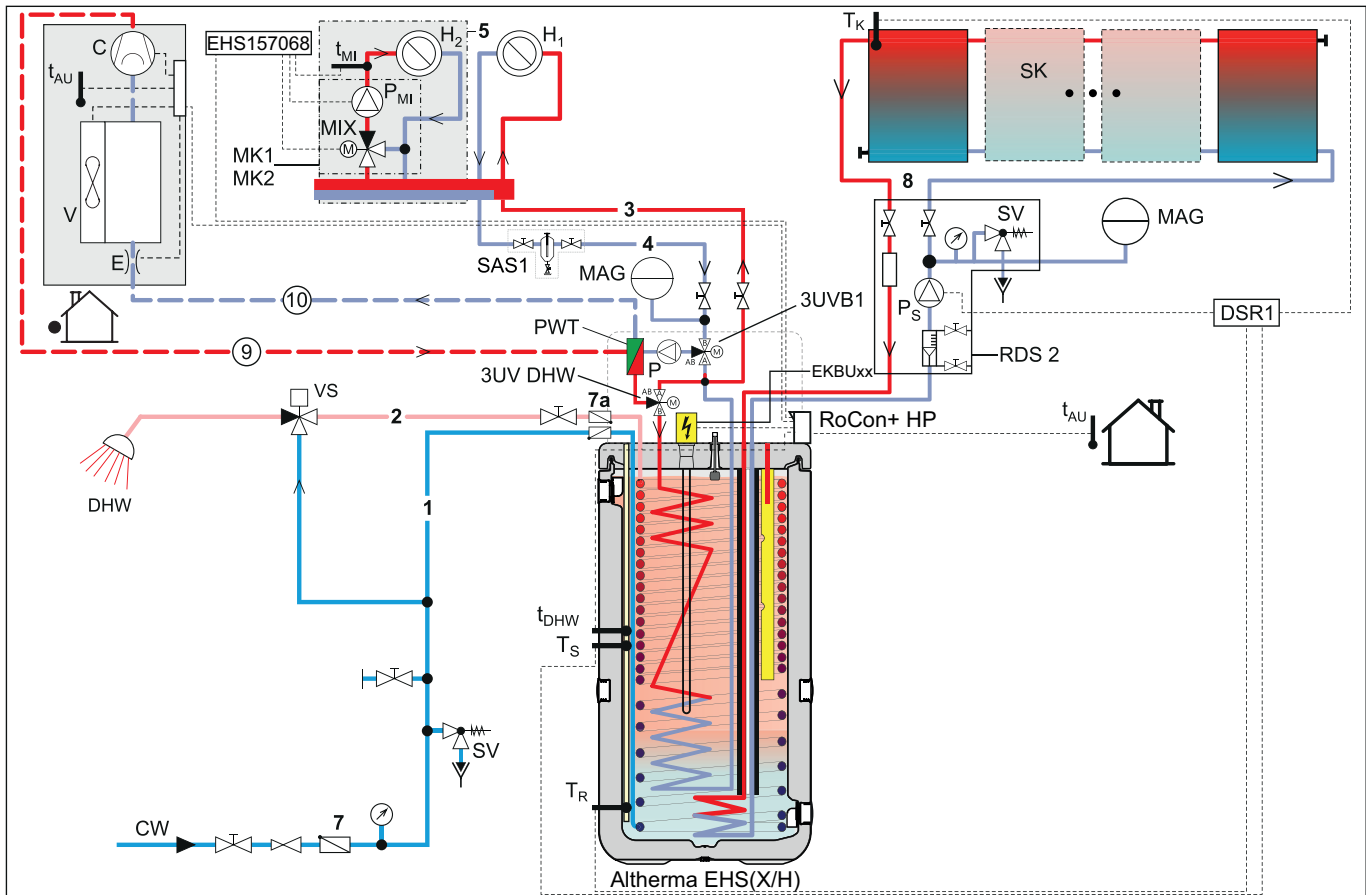 EHS157068
5
H2
H1
TK
C
tMI
tAU
PMI
SK
MIX
M
MK1
MK2
8
3
V
SV
4
MAG
SAS1
E
MAG
10
3UVB1
PS
DSR1
PWT
B
M
AB
A
RDS 2
9
P
EKBUxx
3UV DHW
AB
A
M
B
VS
7a
RoCon+ HP
tAU
2
DHW
1
tDHW
TS
SV
TR
CW
7
Altherma EHS(X/H)